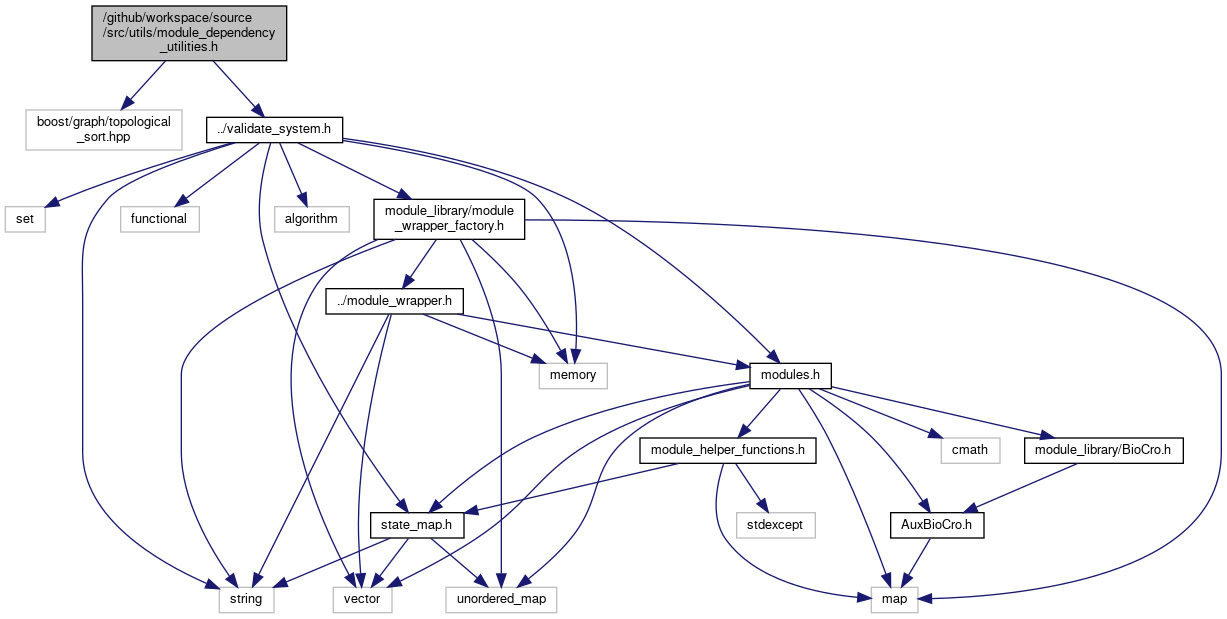 /github/workspace/source
/src/utils/module_dependency
_utilities.h
boost/graph/topological
_sort.hpp
../validate_system.h
set
functional
algorithm
module_library/module
_wrapper_factory.h
../module_wrapper.h
memory
modules.h
module_helper_functions.h
cmath
module_library/BioCro.h
state_map.h
stdexcept
AuxBioCro.h
string
vector
unordered_map
map